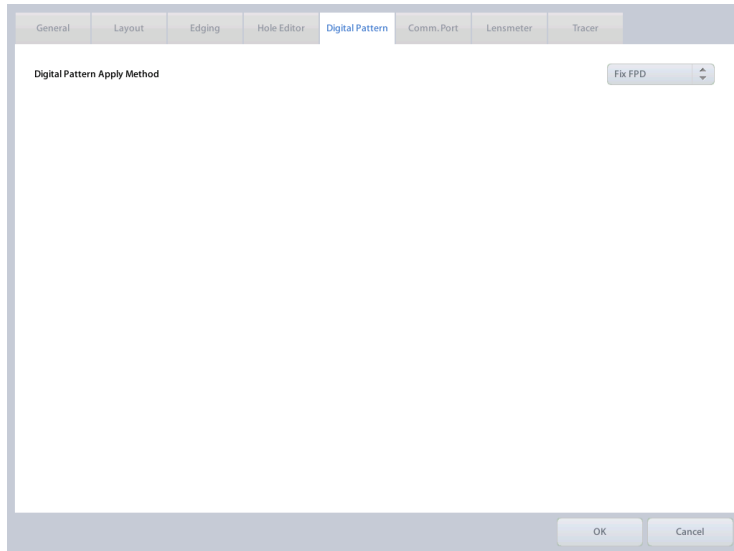 General Layout Edging Hole Editor Digital Pattern Comm. Port Lensmeter Tracer
Digital Pattern Apply Method Fix FPD
OK Cancel